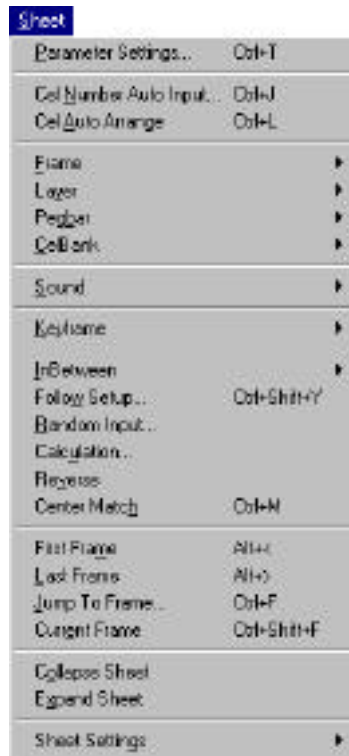 Sheet
Parameter Settings... Ctrl+T
Cel Number Auto Input... Ctrl+J
Cel Auto Arrange Ctrl+L
Frame
Layer
Pegbar
CelBank
Sound
Keyframe
InBetween
Follow Setup... Ctrl+Shift+Y
Random Input...
Calculation...
Reverse
Center Match Ctrl+M
First Frame Alt+<
Last Frame Alt+>
Jump To Frame... Ctrl+F
Current Frame Ctrl+Shift+F
Collapse Sheet
Expand Sheet
Sheet Settings